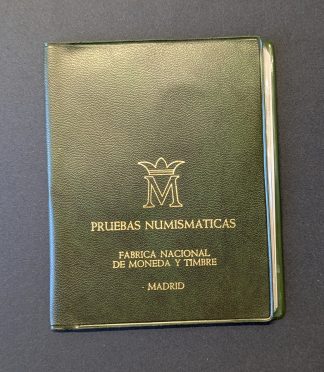 M
PRUEBAS NUMISMATICAS
FABRICA NACIONAL
DE MONEDA Y TIMBRE
MADRID